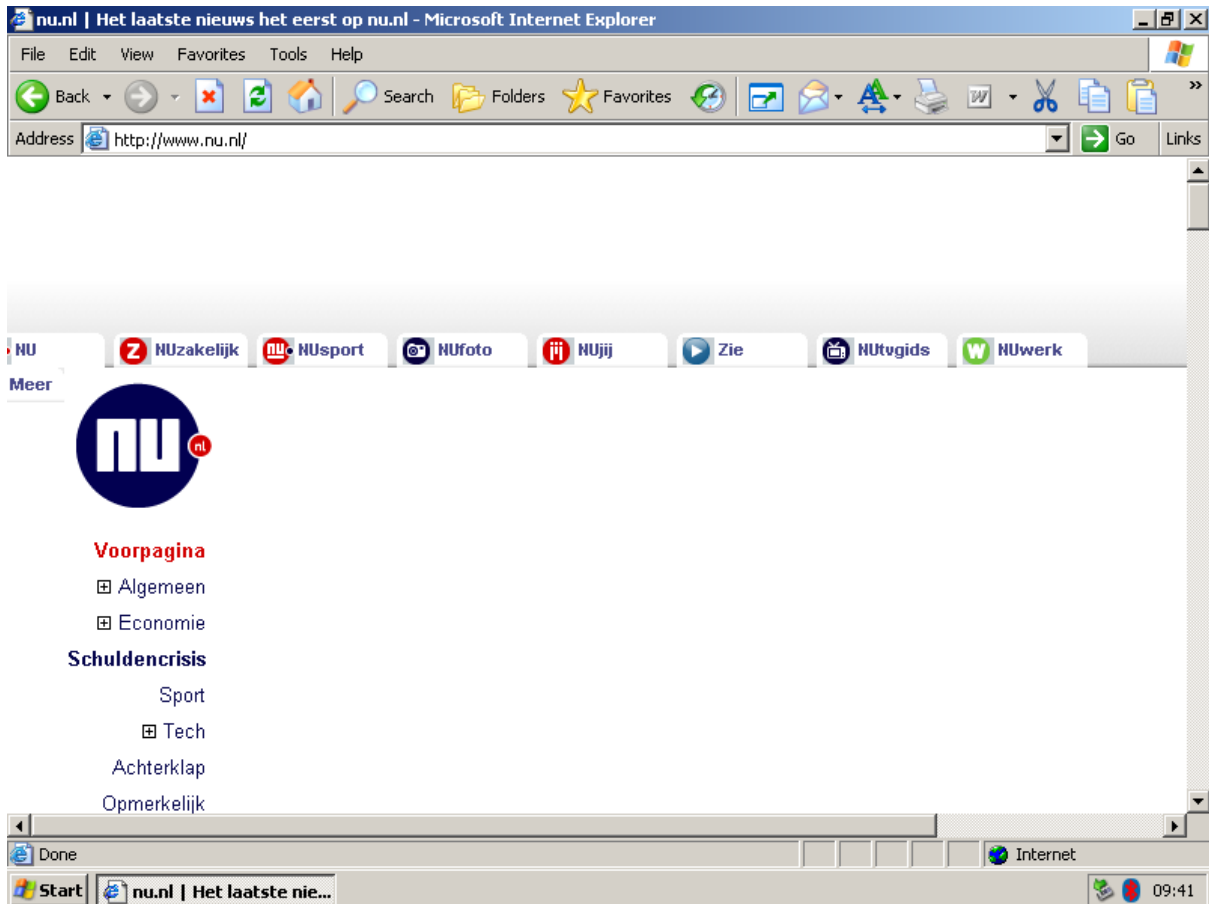 nu.nl | Het laatste nieuws het eerst op nu.nl - Microsoft Internet Explorer
File Edit View Favorites Tools Help
Back Search Folders Favorites W »
Address http://www.nu.nl/ Go Links
NU Z NUzakelijk nu NUsport NUfoto jij NUjij Zie NUtvgids W NUwerk
Meer
nu nl
Voorpagina
Algemeen
Economie
Schuldencrisis
Sport
Tech
Achterklap
Opmerkelijk
Done Internet
Start nu.nl | Het laatste nie... 09:41